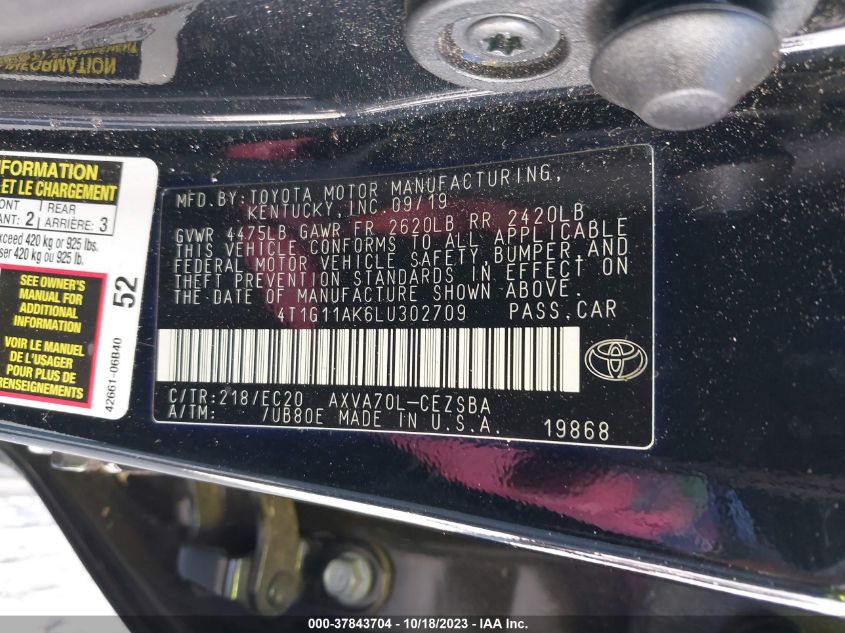 NOITAM
NFORMATION
ET LE CHARGEMENT
NT REAR
ANT: 2 ARRIÈRE: 3
exceed 420 kg or 925 lbs.
ser 420 kg ou 925 lb.
SEE OWNER'S
MANUAL FOR
ADDITIONAL
INFORMATION
VOIR LE MANUEL
DE L'USAGER
POUR PLUS DE
RENSEIGNEMENTS
52
42661-06B40
MFD. BY: TOYOTA MOTOR MANUFACTURING,
KENTUCKY, INC 09/19
GVWR 4475LB GAWR FR 2620LB RR 2420LB
THIS VEHICLE CONFORMS TO ALL APPLICABLE
FEDERAL MOTOR VEHICLE SAFETY, BUMPER, AND
THEFT PREVENTION STANDARDS IN EFFECT ON
THE DATE OF MANUFACTURE SHOWN ABOVE.
4T1G11AK6LU302709 PASS. CAR
C/TR: 218/EC20 AXVA70L-CEZSBA
A/TM: 7UB80E MADE IN U.S.A. 19868
000-37843704 - 10/18/2023 - IAA Inc.